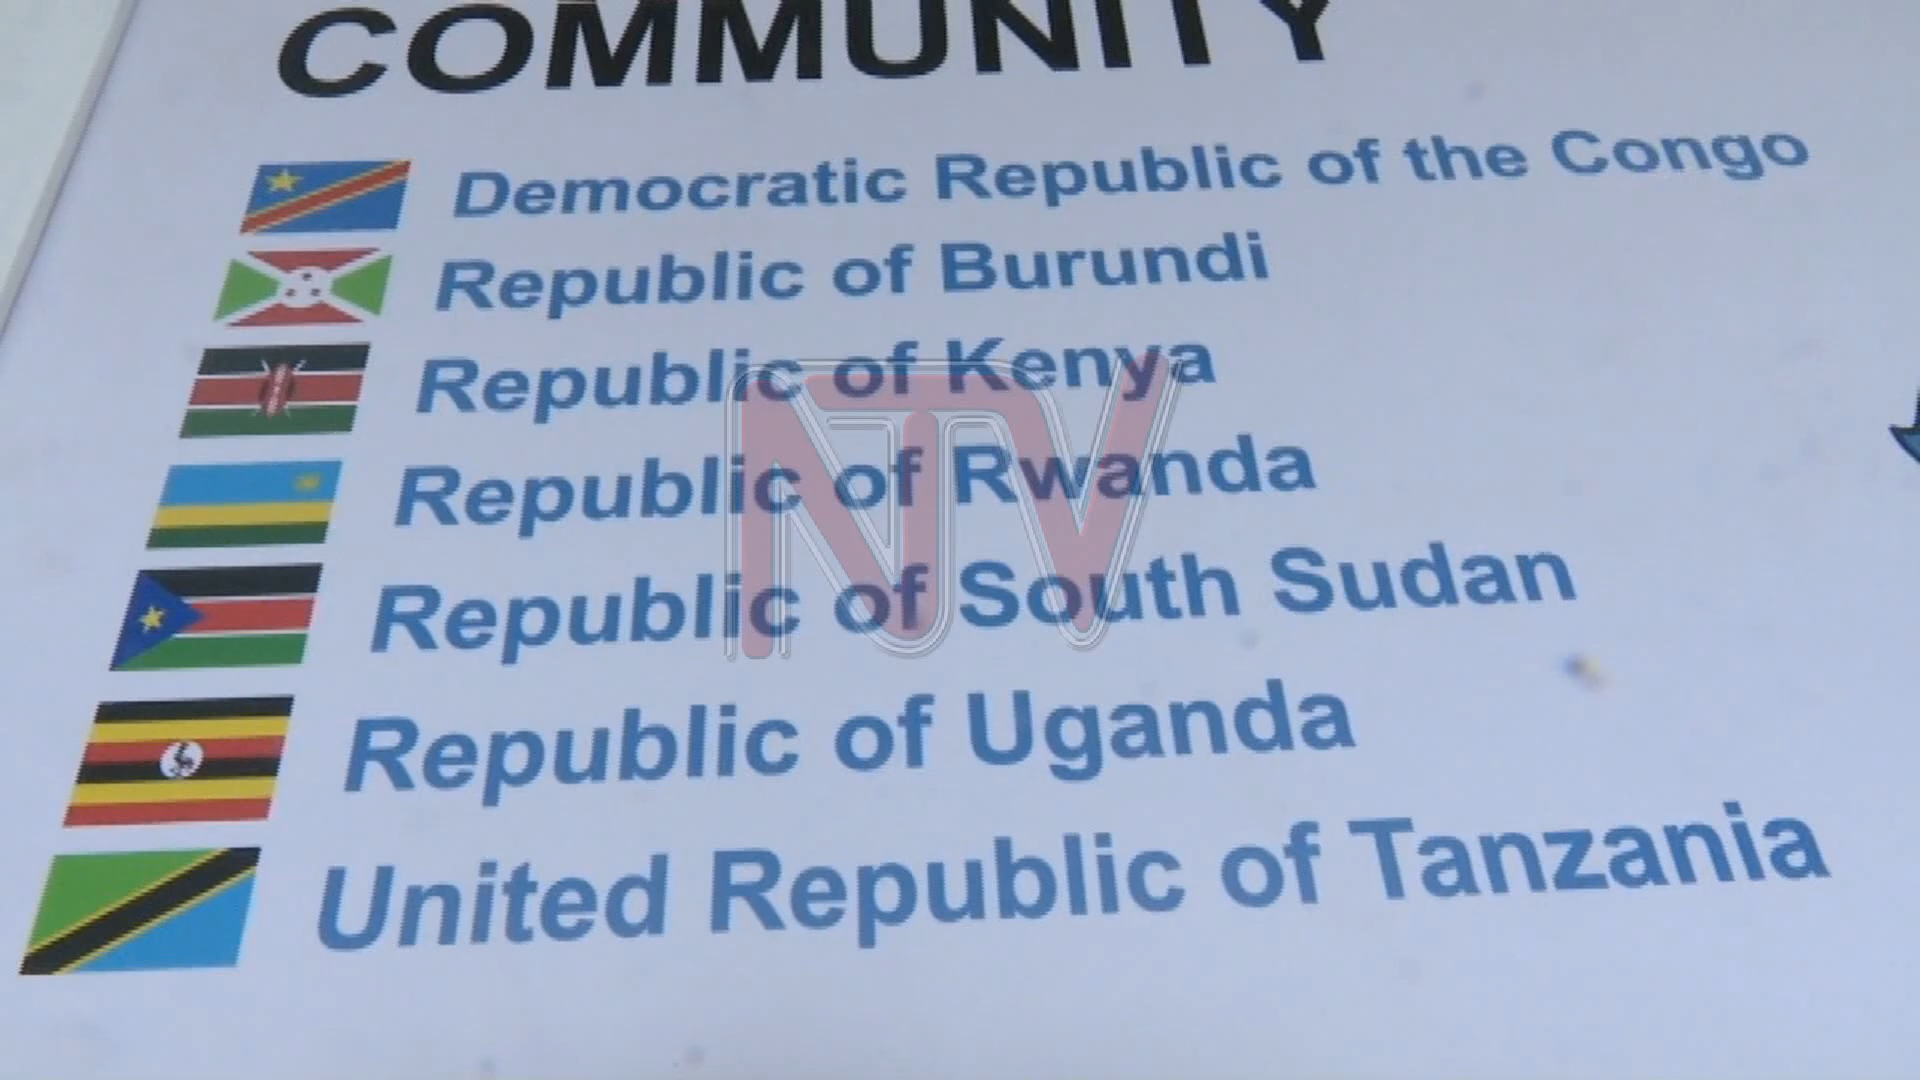 COMMUNITY
Democratic Republic of the Congo
Republic of Burundi
Republic of Kenya
Republic of Rwanda
Republic of South Sudan
Republic of Uganda
United Republic of Tanzania
NTV